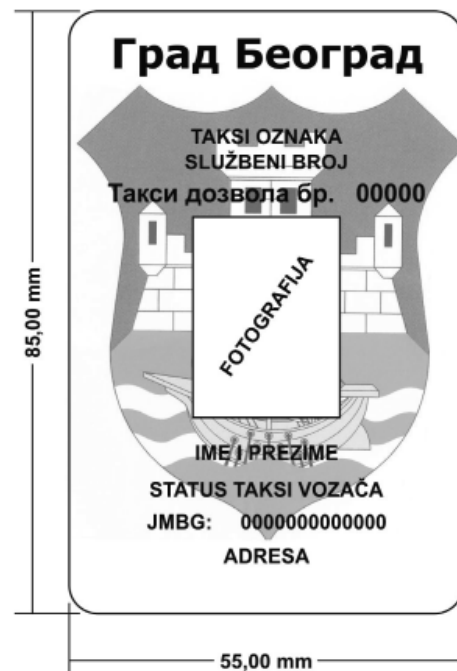 Град Београд
TAKSI OZNAKA
SLUŽBENI BROJ
Такси дозвола бр. 00000
FOTOGRAFIJA
IME I PREZIME
STATUS TAKSI VOZAČA
JMBG: 0000000000000
ADRESA
85,00 mm
55,00 mm